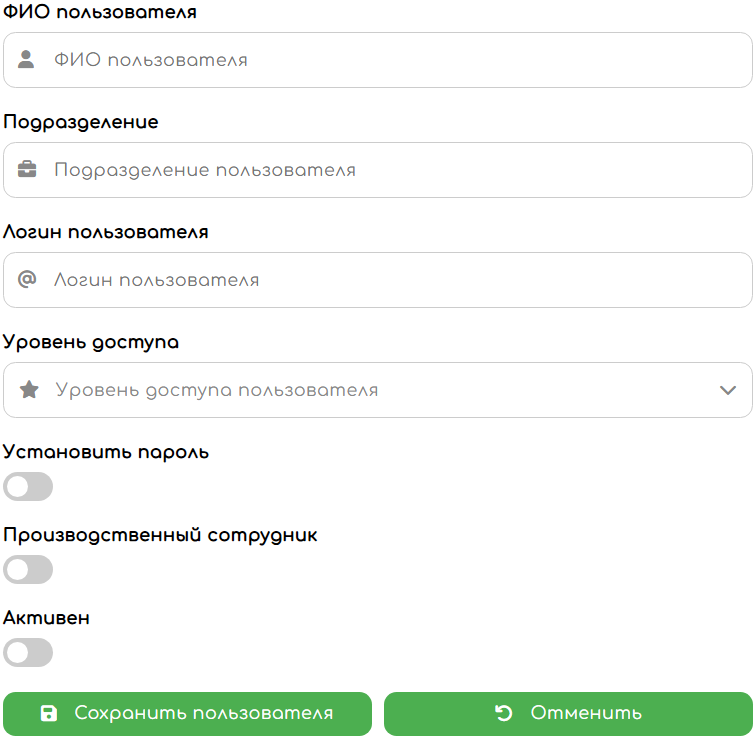 ФИО пользователя
ФИО пользователя
Подразделение
Подразделение пользователя
Логин пользователя
@ Логин пользователя
Уровень доступа
Уровень доступа пользователя
Установить пароль
Производственный сотрудник
Активен
Сохранить пользователя
Отменить